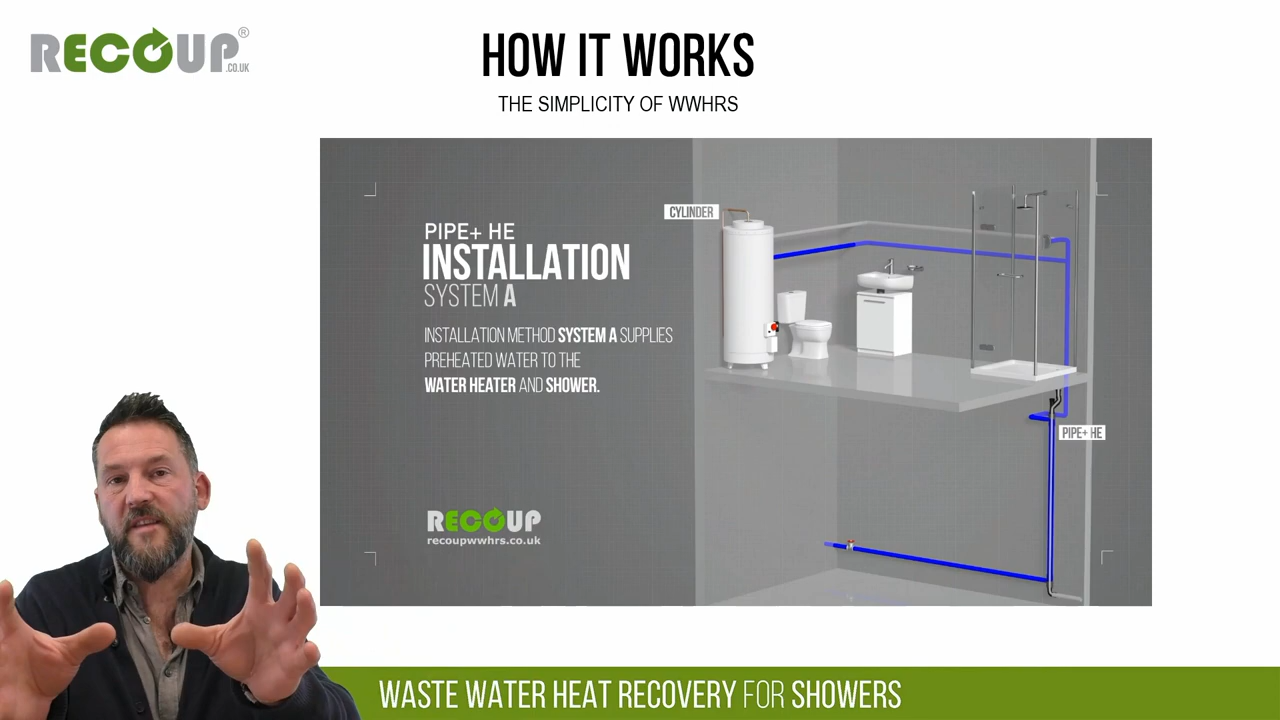 RECOUP®
.CO.UK
HOW IT WORKS
THE SIMPLICITY OF WWHRS
CYLINDER
PIPE+ HE
INSTALLATION
SYSTEM A
INSTALLATION METHOD SYSTEM A SUPPLIES
PREHEATED WATER TO THE
WATER HEATER AND SHOWER.
PIPE+ HE
RECOUP
recoupwwhrs.co.uk
WASTE WATER HEAT RECOVERY FOR SHOWERS